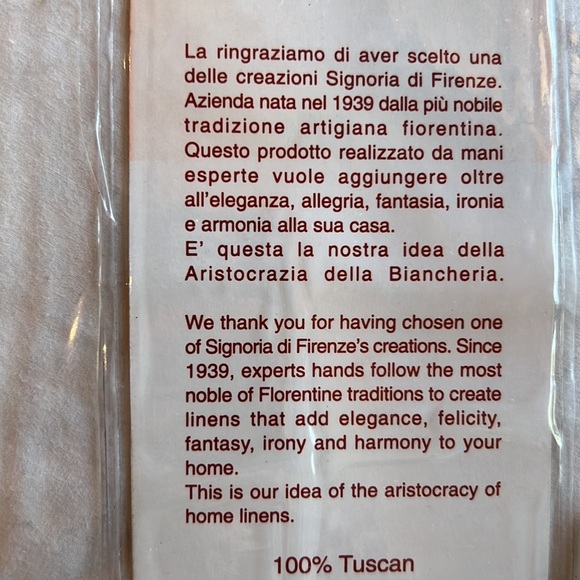 La ringraziamo di aver scelto una
delle creazioni Signoria di Firenze.
Azienda nata nel 1939 dalla più nobile
tradizione artigiana fiorentina.
Questo prodotto realizzato da mani
esperte vuole aggiungere oltre
all'eleganza, allegria, fantasia, ironia
e armonia alla sua casa.
E' questa la nostra idea della
Aristocrazia della Biancheria.
We thank you for having chosen one
of Signoria di Firenze's creations. Since
1939, experts hands follow the most
noble of Florentine traditions to create
linens that add elegance, felicity,
fantasy, irony and harmony to your
home.
This is our idea of the aristocracy of
home linens.
100% Tuscan